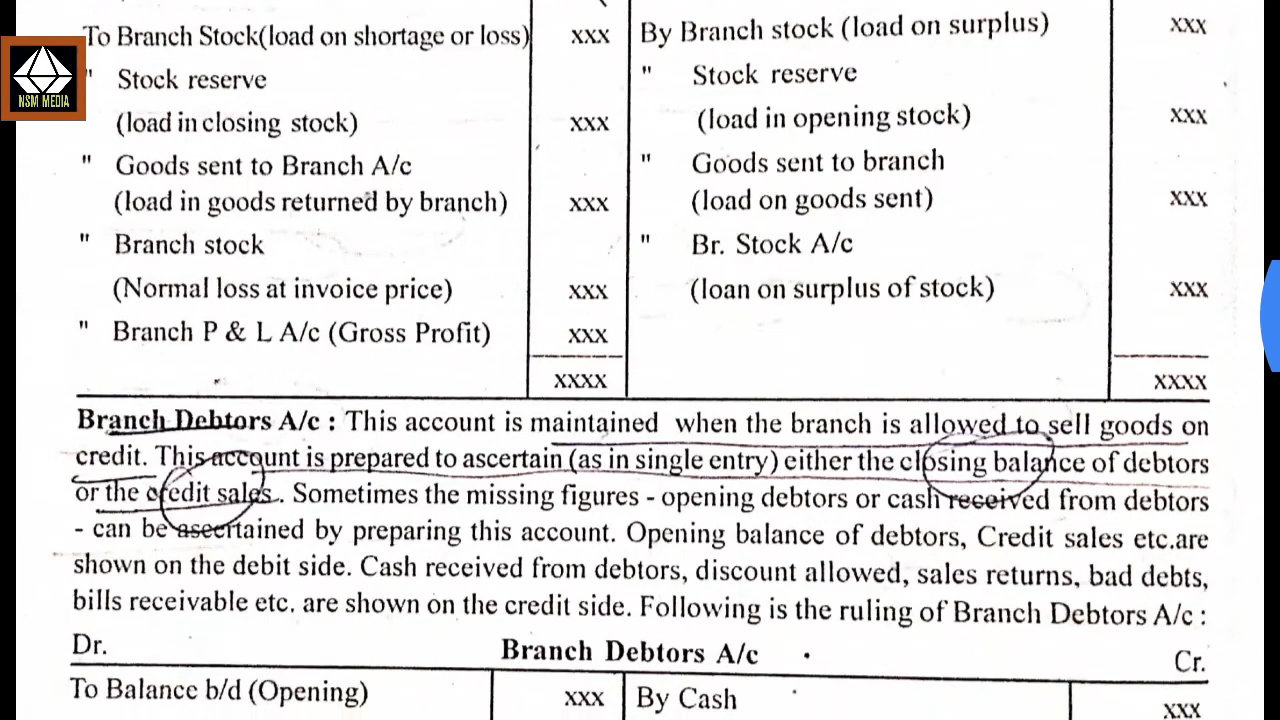 NSM MEDIA
To Branch Stock(load on shortage or loss) xxx By Branch stock (load on surplus) xxx
" Stock reserve " Stock reserve
(load in closing stock) xxx (load in opening stock) xxx
" Goods sent to Branch A/c " Goods sent to branch
(load in goods returned by branch) xxx (load on goods sent) xxx
" Branch stock " Br. Stock A/c
(Normal loss at invoice price) xxx (loan on surplus of stock) xxx
" Branch P & L A/c (Gross Profit) xxx
xxxx xxxx
Branch Debtors A/c : This account is maintained when the branch is allowed to sell goods on
credit. This account is prepared to ascertain (as in single entry) either the closing balance of debtors
or the credit sales. Sometimes the missing figures - opening debtors or cash received from debtors
- can be ascertained by preparing this account. Opening balance of debtors, Credit sales etc.are
shown on the debit side. Cash received from debtors, discount allowed, sales returns, bad debts,
bills receivable etc. are shown on the credit side. Following is the ruling of Branch Debtors A/c :
Dr. Branch Debtors A/c Cr.
To Balance b/d (Opening) xxx By Cash xxx